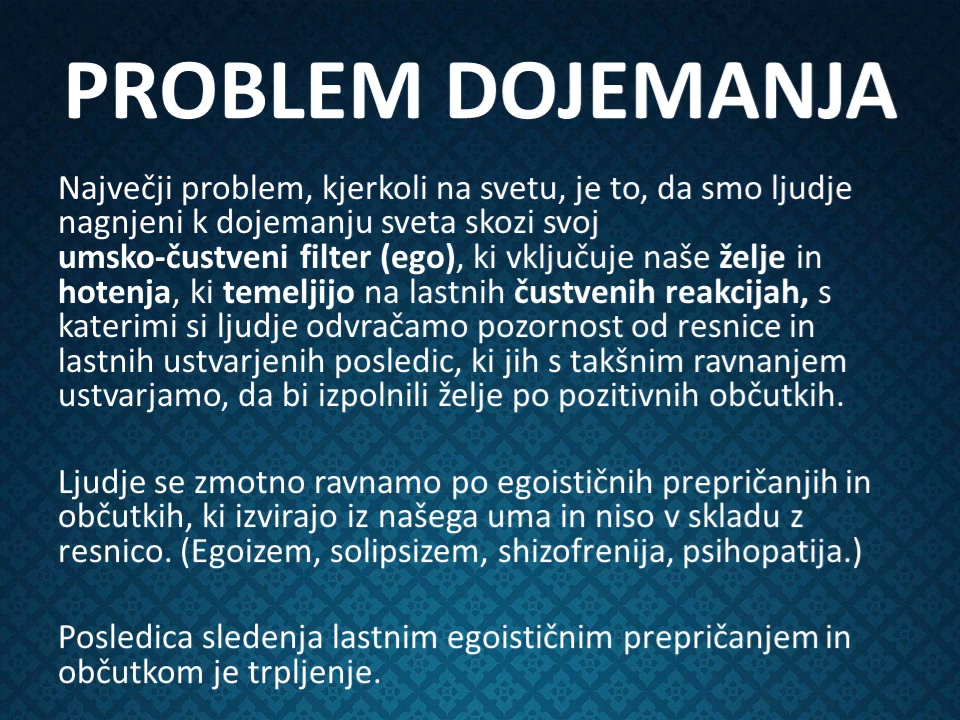 PROBLEM DOJEMANJA
Največji problem, kjerkoli na svetu, je to, da smo ljudje
nagnjeni k dojemanju sveta skozi svoj
umsko-čustveni filter (ego), ki vključuje naše želje in
hotenja, ki temeljijo na lastnih čustvenih reakcijah, s
katerimi si ljudje odvračamo pozornost od resnice in
lastnih ustvarjenih posledic, ki jih s takšnim ravnanjem
ustvarjamo, da bi izpolnili želje po pozitivnih občutkih.
Ljudje se zmotno ravnamo po egoističnih prepričanjih in
občutkih, ki izvirajo iz našega uma in niso v skladu z
resnico. (Egoizem, solipsizem, shizofrenija, psihopatija.)
Posledica sledenja lastnim egoističnim prepričanjem in
občutkom je trpljenje.